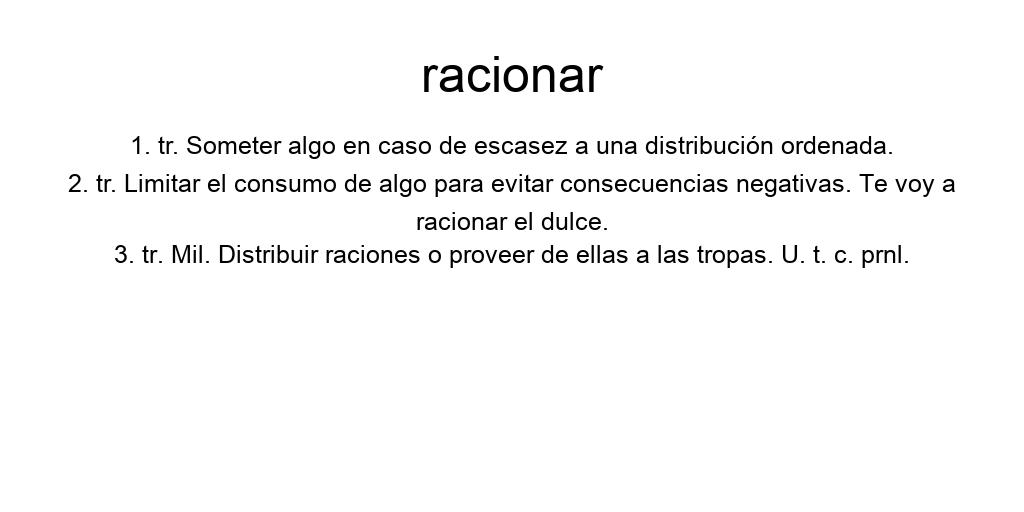 racionar
1. tr. Someter algo en caso de escasez a una distribución ordenada.
2. tr. Limitar el consumo de algo para evitar consecuencias negativas. Te voy a
racionar el dulce.
3. tr. Mil. Distribuir raciones o proveer de ellas a las tropas. U. t. c. prnl.